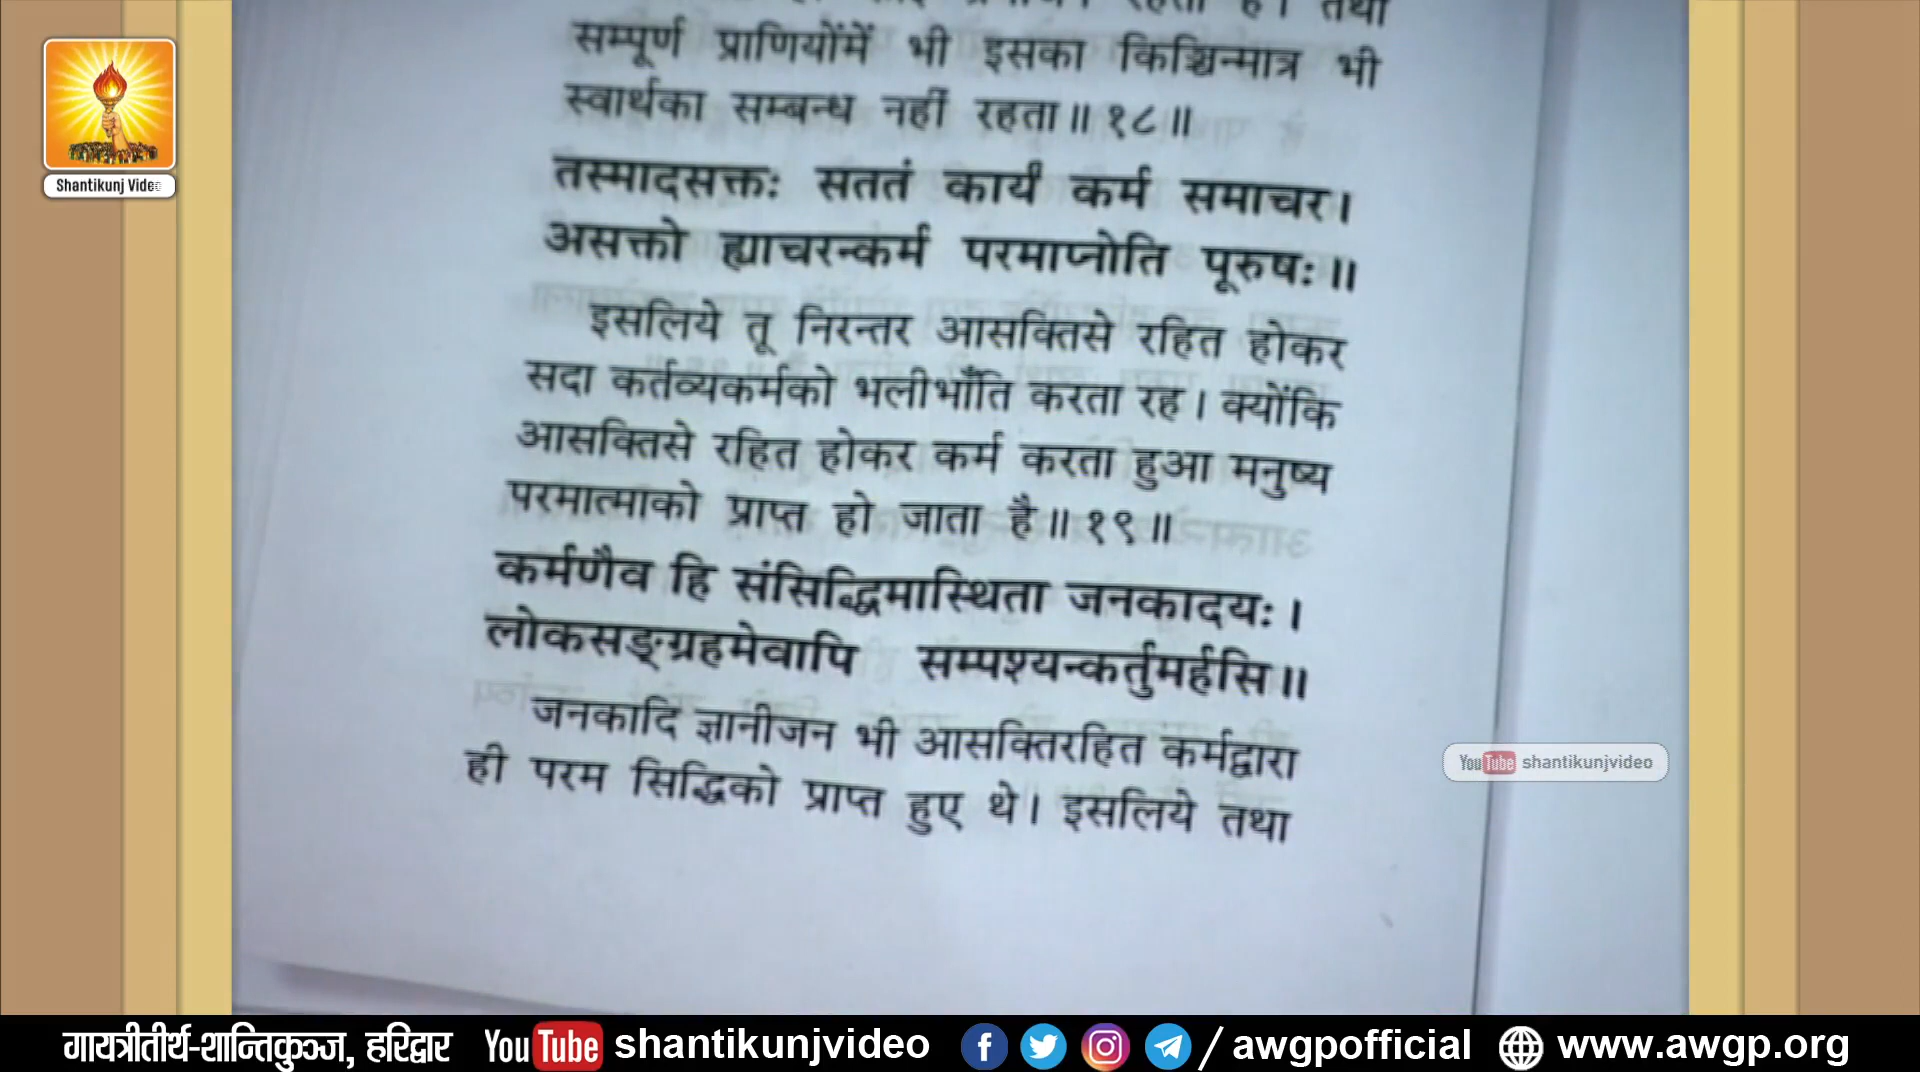 रहता है। तथा
सम्पूर्ण प्राणियोंमें भी इसका किञ्चिन्मात्र भी
स्वार्थका सम्बन्ध नहीं रहता॥१८॥
तस्मादसक्तः सततं कार्यं कर्म समाचर।
असक्तो ह्याचरन्कर्म परमाप्नोति पूरुषः॥
इसलिये तू निरन्तर आसक्तिसे रहित होकर
सदा कर्तव्यकर्मको भलीभाँति करता रह। क्योंकि
आसक्तिसे रहित होकर कर्म करता हुआ मनुष्य
परमात्माको प्राप्त हो जाता है॥१९॥
कर्मणैव हि संसिद्धिमास्थिता जनकादयः।
लोकसङ्ग्रहमेवापि सम्पश्यन्कर्तुमर्हसि॥
जनकादि ज्ञानीजन भी आसक्तिरहित कर्मद्वारा
ही परम सिद्धिको प्राप्त हुए थे। इसलिये तथा
Shantikunj Video
YouTube shantikunjvideo
गायत्रीतीर्थ-शान्तिकुञ्ज, हरिद्वार YouTube shantikunjvideo / awgpofficial www.awgp.org